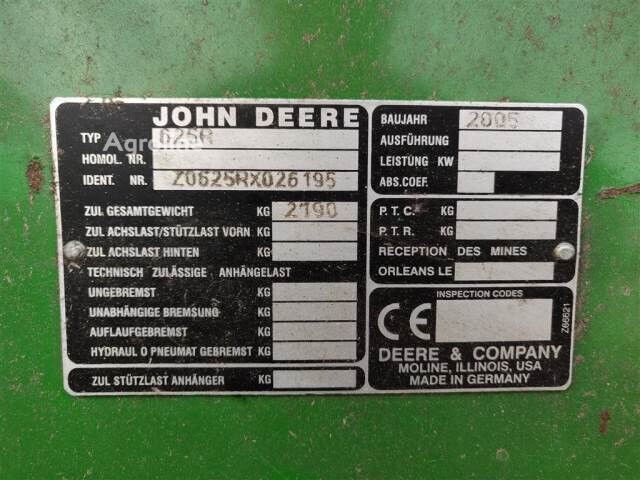 JOHN DEERE
TYP 625R
HOMOL. NR.
IDENT. NR. Z0625RX026195
ZUL GESAMTGEWICHT KG 2190
ZUL ACHSLAST/STÜTZLAST VORN KG
ZUL ACHSLAST HINTEN KG
TECHNISCH ZULÄSSIGE ANHÄNGELAST
UNGEBREMST KG
UNABHÄNGIGE BREMSUNG KG
AUFLAUFGEBREMST KG
HYDRAUL O PNEUMAT GEBREMST KG
ZUL STÜTZLAST ANHÄNGER KG
BAUJAHR 2005
AUSFÜHRUNG
LEISTUNG KW
ABS.COEF.
P.T.C. KG
P.T.R. KG
RECEPTION DES MINES
ORLEANS LE
INSPECTION CODES
CE
Z66621
DEERE & COMPANY
MOLINE, ILLINOIS, USA
MADE IN GERMANY